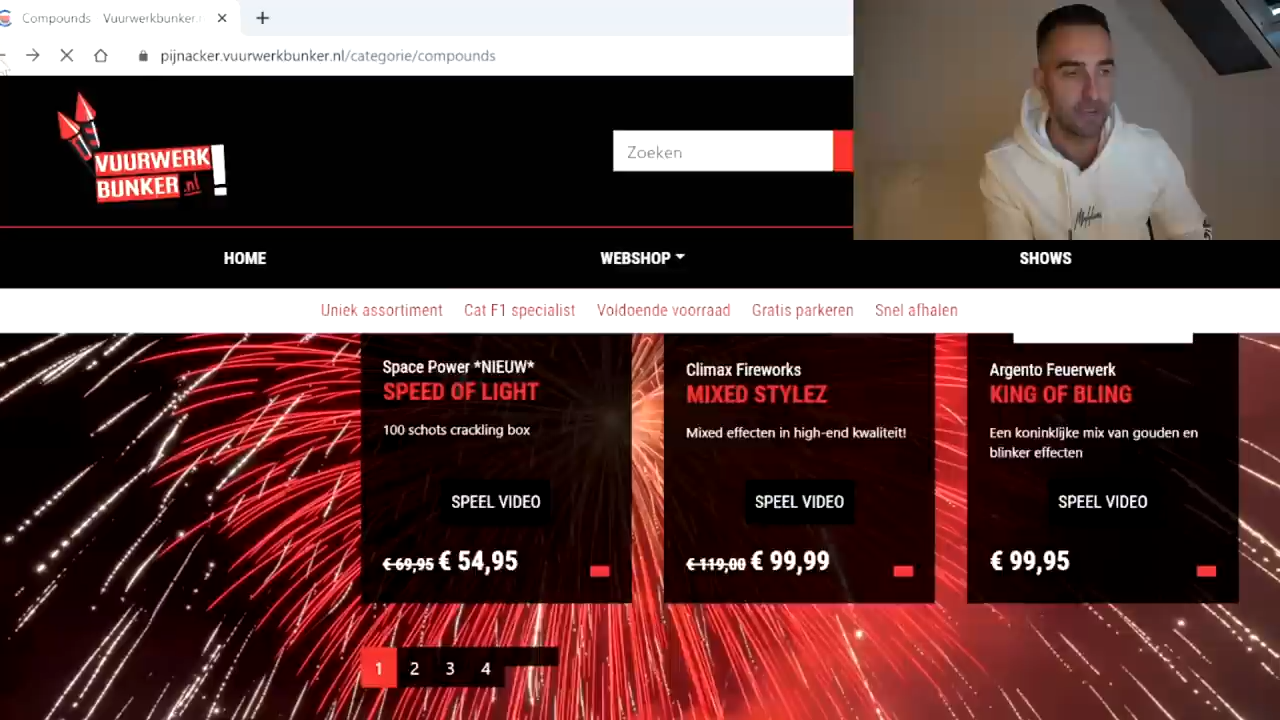 Compounds Vuurwerkbunker.
pijnacker.vuurwerkbunker.nl/categorie/compounds
VUURWERK
BUNKER.nl!
Zoeken
HOME
WEBSHOP
SHOWS
Uniek assortiment
Cat F1 specialist
Voldoende voorraad
Gratis parkeren
Snel afhalen
Space Power *NIEUW*
SPEED OF LIGHT
100 schots crackling box
SPEEL VIDEO
€ 69,95 € 54,95
Climax Fireworks
MIXED STYLEZ
Mixed effecten in high-end kwaliteit!
SPEEL VIDEO
€ 119,00 € 99,99
Argento Feuerwerk
KING OF BLING
Een koninklijke mix van gouden en
blinker effecten
SPEEL VIDEO
€ 99,95
1 2 3 4